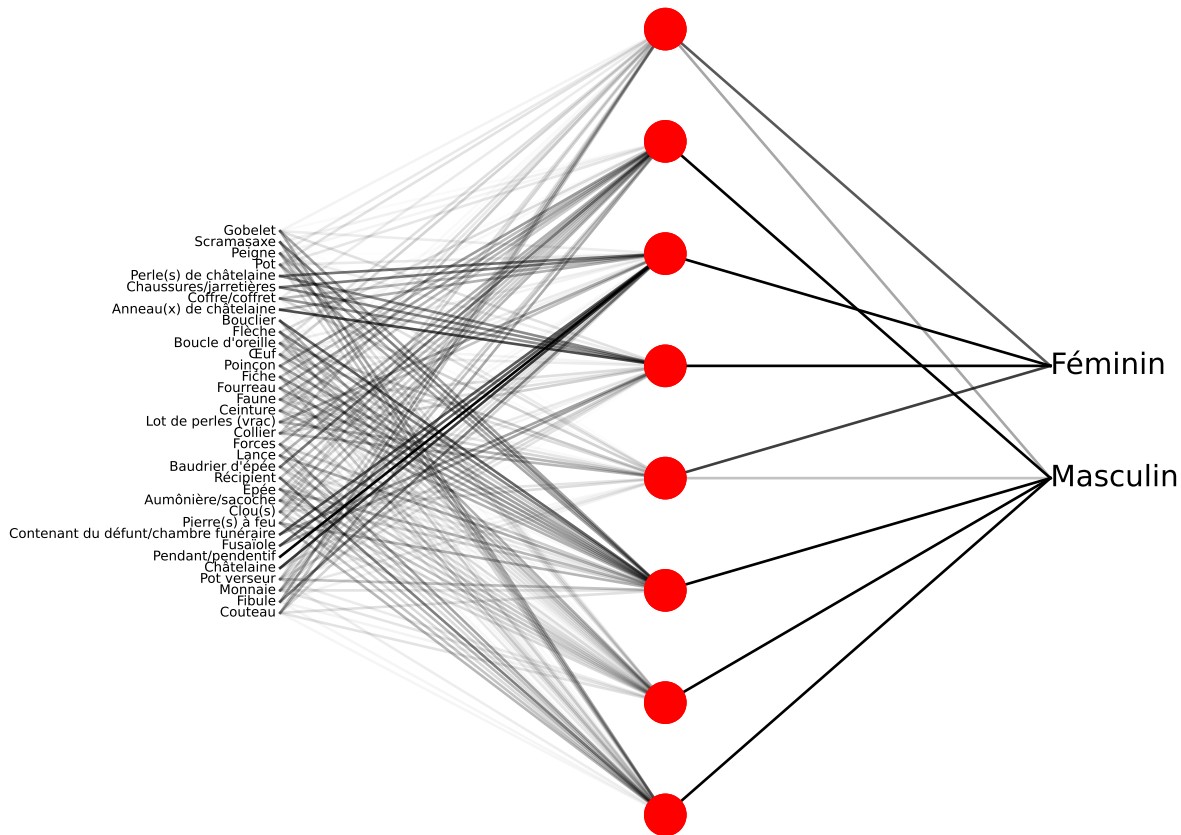 Gobelet
Scramasaxe
Peigne
Pot
Perle(s) de châtelaine
Chaussures/jarretières
Coffre/coffret
Anneau(x) de châtelaine
Bouclier
Flèche
Boucle d'oreille
Œuf
Poinçon
Fiche
Fourreau
Faune
Ceinture
Lot de perles (vrac)
Collier
Forces
Lance
Baudrier d'épée
Récipient
Épée
Aumônière/sacoche
Clou(s)
Pierre(s) à feu
Contenant du défunt/chambre funéraire
Fusaïole
Pendant/pendentif
Châtelaine
Pot verseur
Monnaie
Fibule
Couteau
Féminin
Masculin